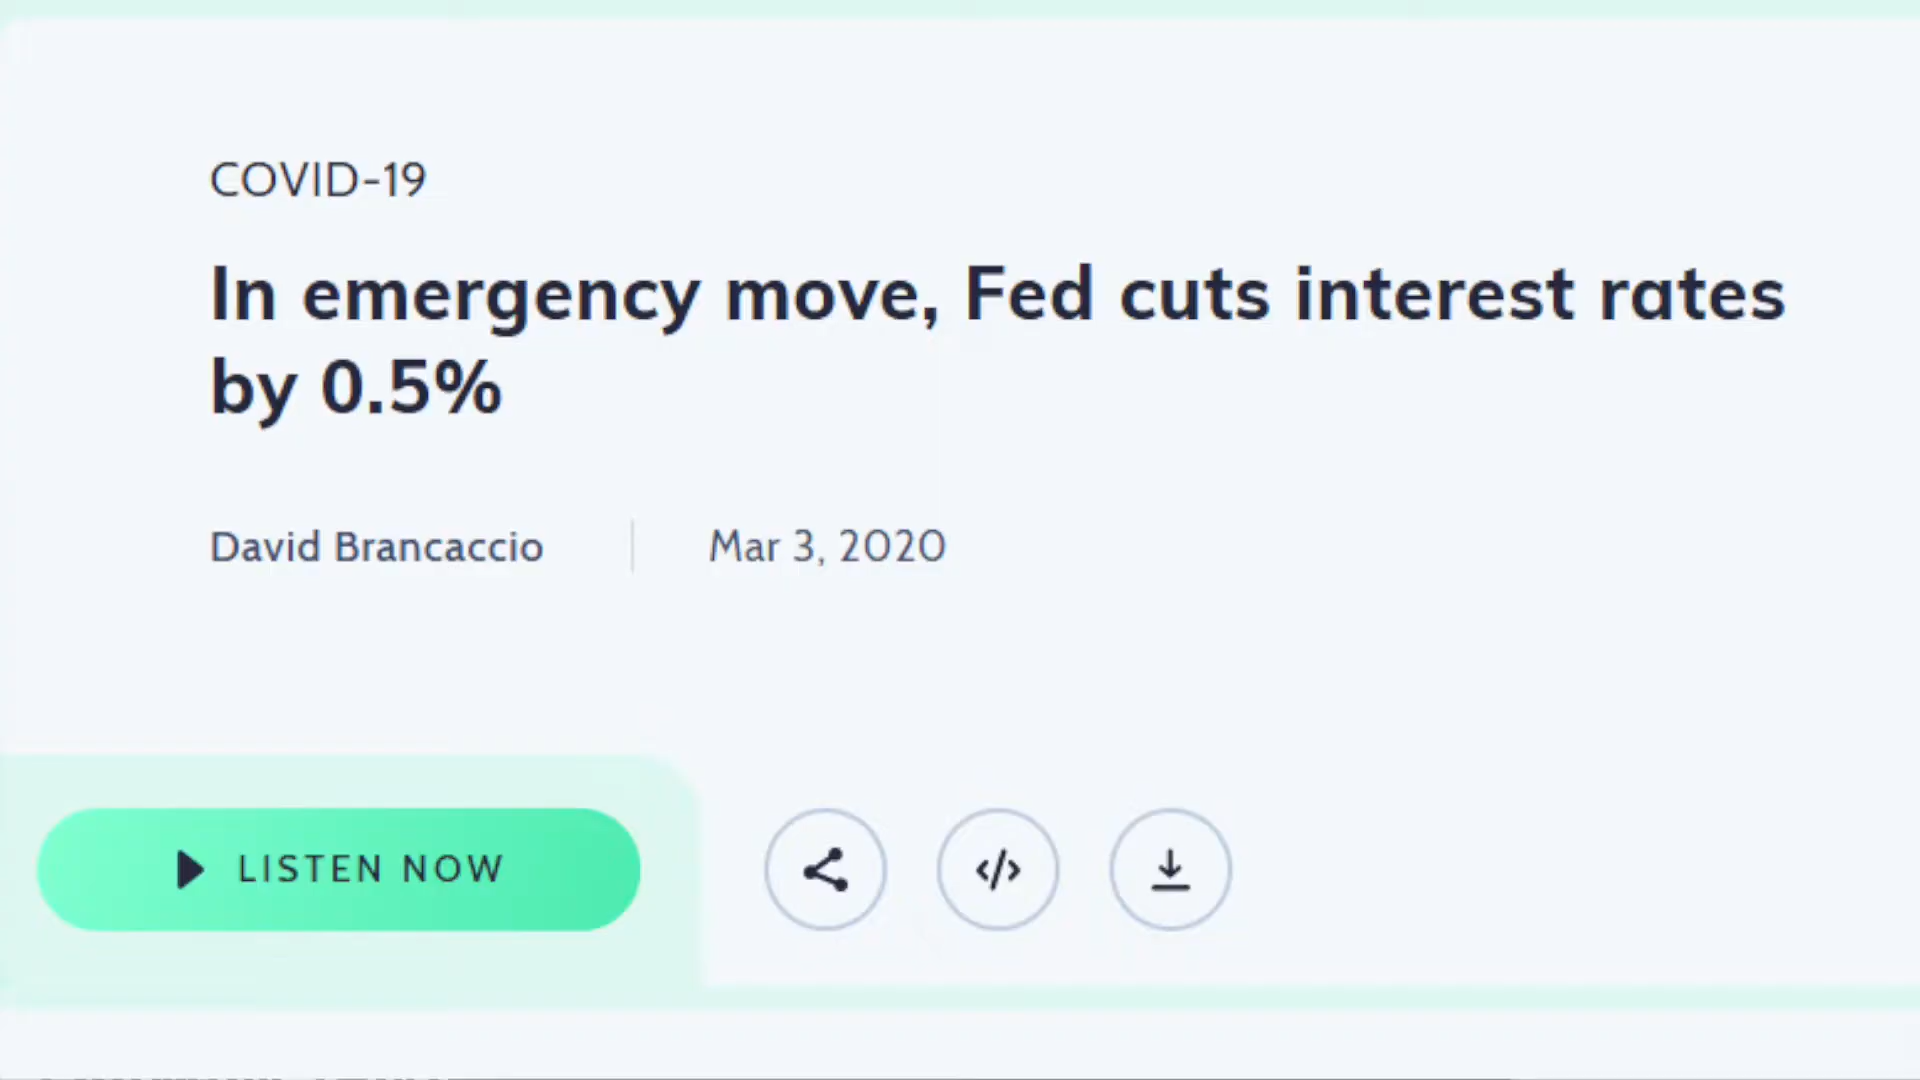 COVID-19
In emergency move, Fed cuts interest rates
by 0.5%
David Brancaccio
Mar 3, 2020
LISTEN NOW